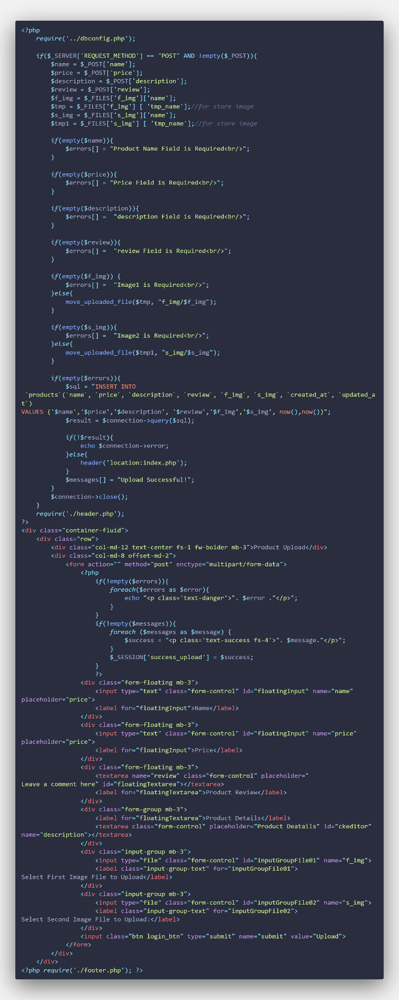 <?php
    require('../dbconfig.php');

    if($_SERVER['REQUEST_METHOD'] == "POST" AND !empty($_POST)){
        $name = $_POST['name'];
        $price = $_POST['price'];
        $description = $_POST['description'];
        $review = $_POST['review'];
        $f_img = $_FILES['f_img']['name'];
        $tmp = $_FILES['f_img'] [ 'tmp_name'];//for store image
        $s_img = $_FILES['s_img']['name'];
        $tmp1 = $_FILES['s_img'] [ 'tmp_name'];//for store image

        if(empty($name)){
            $errors[] = "Product Name Field is Required<br/>";
        }

        if(empty($price)){
            $errors[] = "Price Field is Required<br/>";
        }

        if(empty($description)){
            $errors[] =  "description Field is Required<br/>";
        }

        if(empty($review)){
            $errors[] =  "review Field is Required<br/>";
        }

        if(empty($f_img)) {
            $errors[] =  "Image1 is Required<br/>";
        }else{
            move_uploaded_file($tmp, "f_img/$f_img");
        }

        if(empty($s_img)){
            $errors[] =  "Image2 is Required<br/>";
        }else{
            move_uploaded_file($tmp1, "s_img/$s_img");
        }

        if(empty($errors)){
            $sql = "INSERT INTO
 `products`(`name`, `price`, `description`, `review`, `f_img`, `s_img`, `created_at`, `updated_a
t`)
VALUES ('$name','$price','$description', '$review','$f_img','$s_img', now(),now())";
            $result = $connection->query($sql);

            if(!$result){
                echo $connection->error;
            }else{
                header('location:index.php');
            }
            $messages[] = "Upload Successful!";
        }
        $connection->close();
    }
    require('./header.php');
?>
<div class="container-fluid">
    <div class="row">
        <div class="col-md-12 text-center fs-1 fw-bolder mb-3">Product Upload</div>
        <div class="col-md-8 offset-md-2">
            <form action="" method="post" enctype="multipart/form-data">
                <?php
                    if(!empty($errors)){
                        foreach($errors as $error){
                            echo "<p class='text-danger'>". $error ."</p>";
                        }
                    }
                    if(!empty($messages)){
                        foreach ($messages as $message) {
                            $success = "<p class='text-success fs-4'>". $message."</p>";
                        }
                        $_SESSION['success_upload'] = $success;
                    }
                    ?>
                <div class="form-floating mb-3">
                    <input type="text" class="form-control" id="floatingInput" name="name"
placeholder="price">
                    <label for="floatingInput">Name</label>
                </div>
                <div class="form-floating mb-3">
                    <input type="text" class="form-control" id="floatingInput" name="price"
placeholder="price">
                    <label for="floatingInput">Price</label>
                </div>
                <div class="form-floating mb-3">
                    <textarea name="review" class="form-control" placeholder="
Leave a comment here" id="floatingTextarea"></textarea>
                    <label for="floatingTextarea">Product Review</label>
                </div>
                <div class="form-group mb-3">
                    <label for="floatingTextarea">Product Details</label>
                    <textarea class="form-control" placeholder="Product Deatails" id="ckeditor"
name="description"></textarea>
                </div>
                <div class="input-group mb-3">
                    <input type="file" class="form-control" id="inputGroupFile01" name="f_img">
                    <label class="input-group-text" for="inputGroupFile01">
Select First Image File to Upload</label>
                </div>
                <div class="input-group mb-3">
                    <input type="file" class="form-control" id="inputGroupFile02" name="s_img">
                    <label class="input-group-text" for="inputGroupFile02">
Select Second Image File to Upload:</label>
                </div>
                <input class="btn login_btn" type="submit" name="submit" value="Upload">
            </form>
        </div>
    </div>
<?php require('./footer.php'); ?>